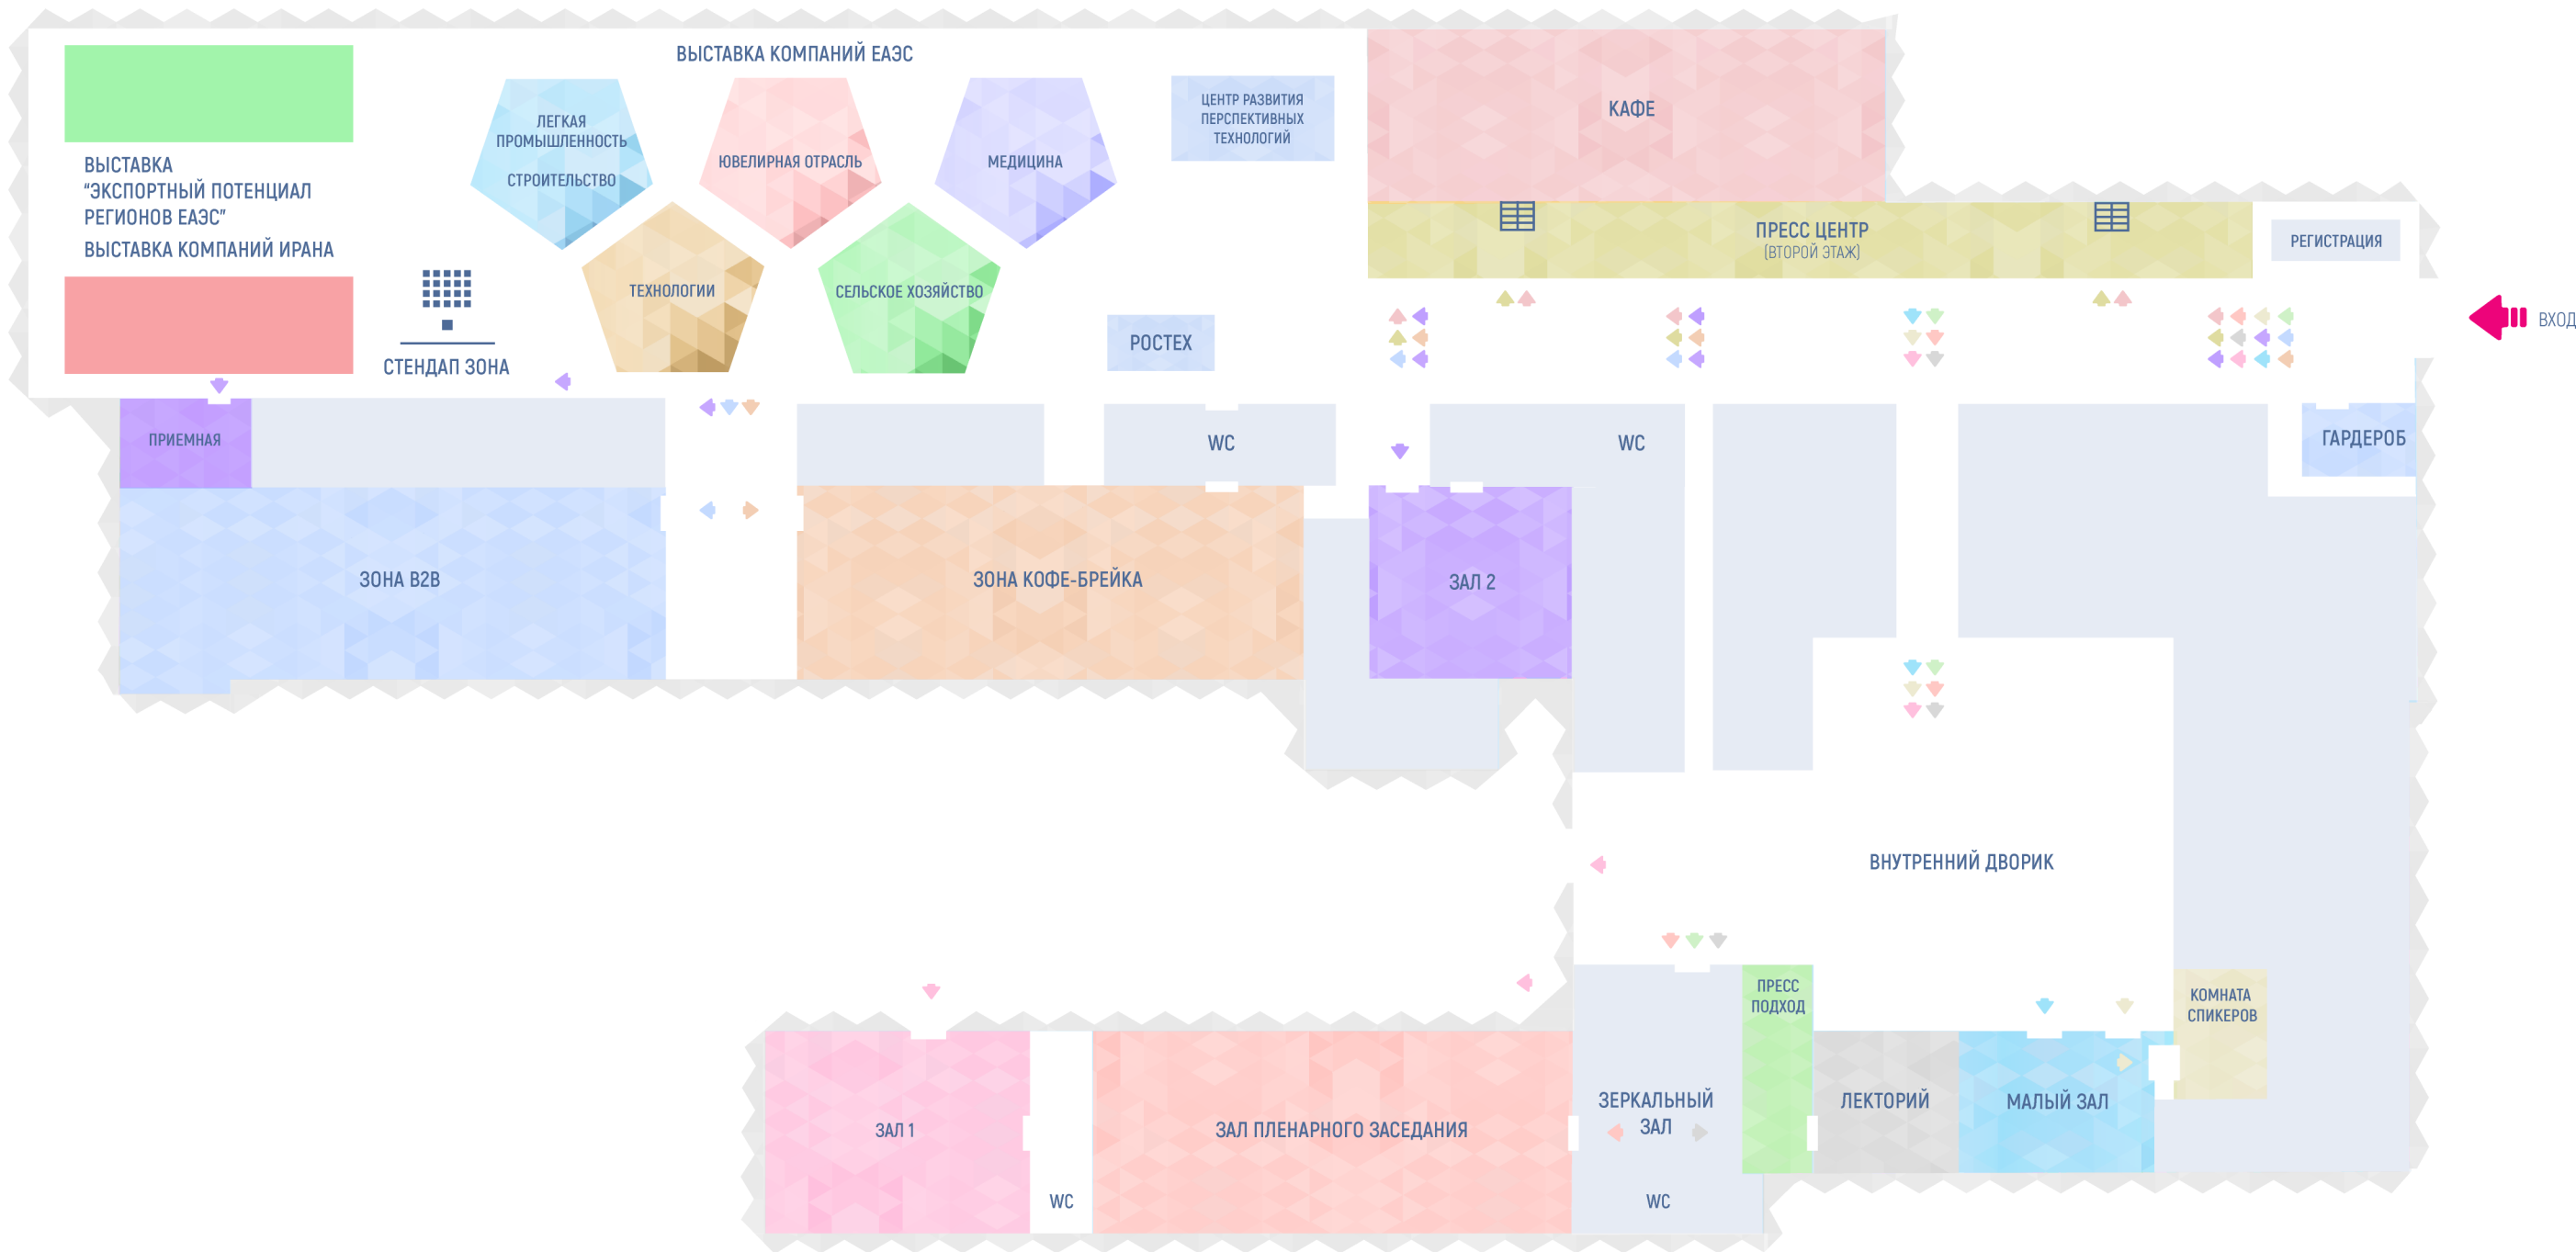 ВЫСТАВКА КОМПАНИЙ ЕАЭС
ВЫСТАВКА
“ЭКСПОРТНЫЙ ПОТЕНЦИАЛ
РЕГИОНОВ ЕАЭС”
ВЫСТАВКА КОМПАНИЙ ИРАНА
СТЕНДАП ЗОНА
ЛЕГКАЯ
ПРОМЫШЛЕННОСТЬ
СТРОИТЕЛЬСТВО
ЮВЕЛИРНАЯ ОТРАСЛЬ
МЕДИЦИНА
ТЕХНОЛОГИИ
СЕЛЬСКОЕ ХОЗЯЙСТВО
ЦЕНТР РАЗВИТИЯ
ПЕРСПЕКТИВНЫХ
ТЕХНОЛОГИЙ
РОСТЕХ
КАФЕ
ПРЕСС ЦЕНТР
(ВТОРОЙ ЭТАЖ)
РЕГИСТРАЦИЯ
ВХОД
ГАРДЕРОБ
ПРИЕМНАЯ
WC
WC
ЗОНА B2B
ЗОНА КОФЕ-БРЕЙКА
ЗАЛ 2
ВНУТРЕННИЙ ДВОРИК
ПРЕСС
ПОДХОД
КОМНАТА
СПИКЕРОВ
ЗАЛ 1
WC
ЗАЛ ПЛЕНАРНОГО ЗАСЕДАНИЯ
ЗЕРКАЛЬНЫЙ
ЗАЛ
WC
ЛЕКТОРИЙ
МАЛЫЙ ЗАЛ